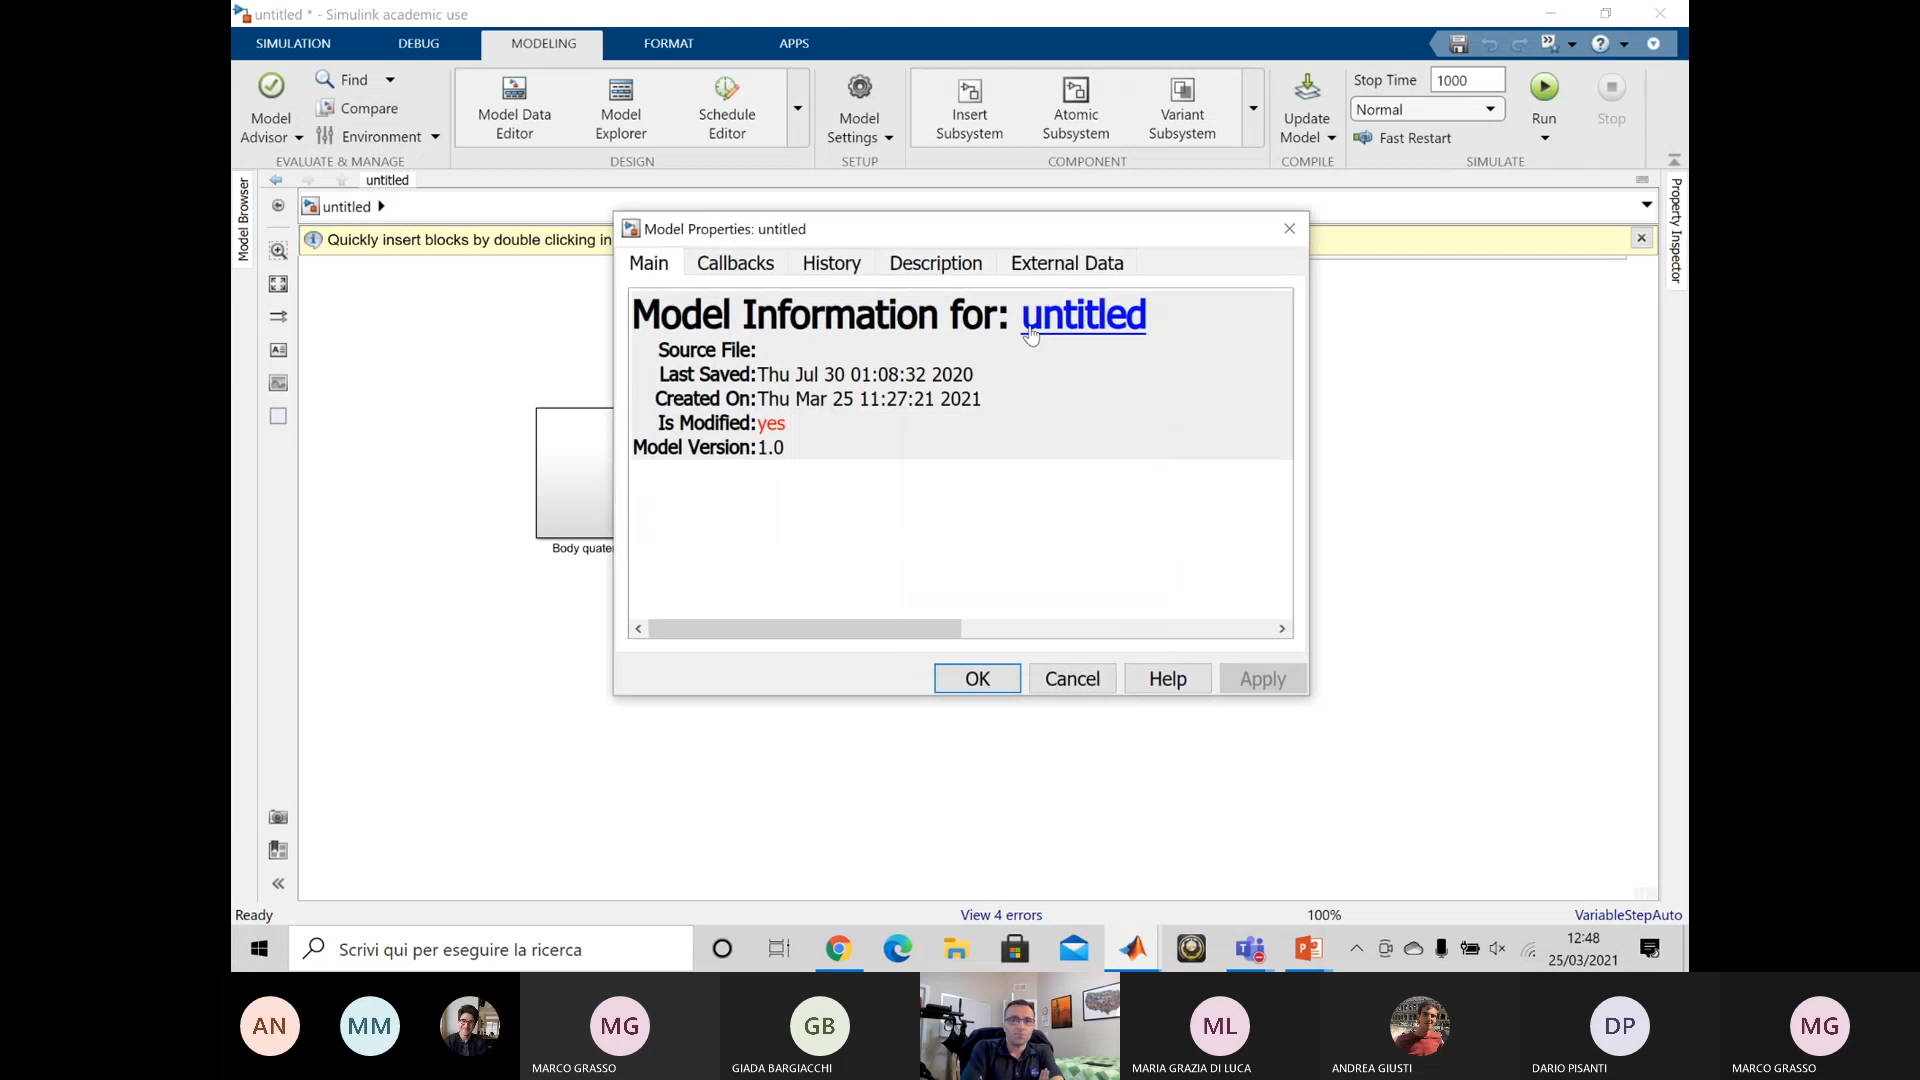 untitled * - Simulink academic use
SIMULATION DEBUG MODELING FORMAT APPS
Find
Compare
Environment
Model Advisor
EVALUATE & MANAGE
Model Data Editor
Model Explorer
Schedule Editor
DESIGN
Model Settings
SETUP
Insert Subsystem
Atomic Subsystem
Variant Subsystem
COMPONENT
Update Model
COMPILE
Stop Time 1000
Normal
Fast Restart
Run
Stop
SIMULATE
Model Browser
untitled
untitled
Property Inspector
Quickly insert blocks by double clicking in
Model Properties: untitled
Main Callbacks History Description External Data
Model Information for: untitled
Source File:
Last Saved:Thu Jul 30 01:08:32 2020
Created On:Thu Mar 25 11:27:21 2021
Is Modified:yes
Model Version:1.0
Body quate
OK Cancel Help Apply
Ready View 4 errors 100% VariableStepAuto
Scrivi qui per eseguire la ricerca
12:48
25/03/2021
AN MM MG GB ML DP MG
MARCO GRASSO GIADA BARGIACCHI MARIA GRAZIA DI LUCA ANDREA GIUSTI DARIO PISANTI MARCO GRASSO